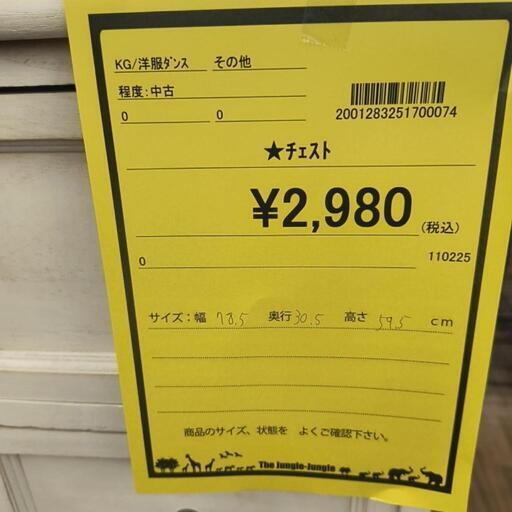 KG/洋服ﾀﾞﾝｽ その他
程度:中古
0 0
2001283251700074
★ﾁｪｽﾄ
¥2,980(税込)
0 110225
サイズ:幅 78.5 奥行 30.5 高さ 59.5 cm
商品のサイズ、状態を よくご確認下さい。
The Jungle-Jungle